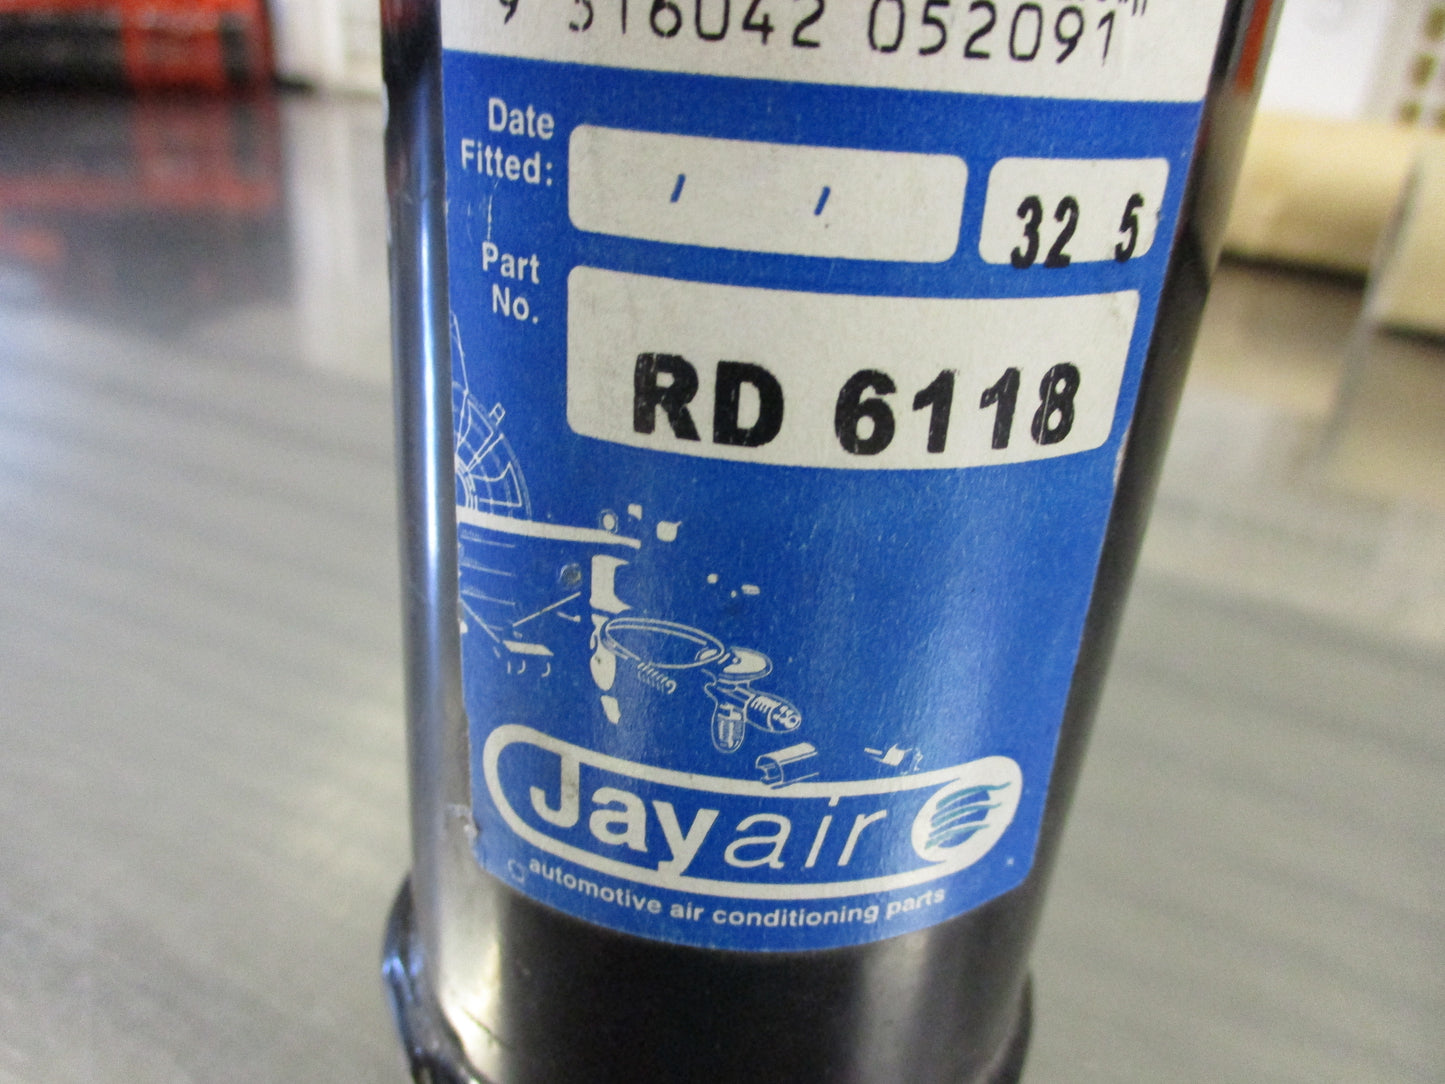 9 316042 052091
Date
Fitted: / / 32 5
Part
No.
RD 6118
Jayair
automotive air conditioning parts